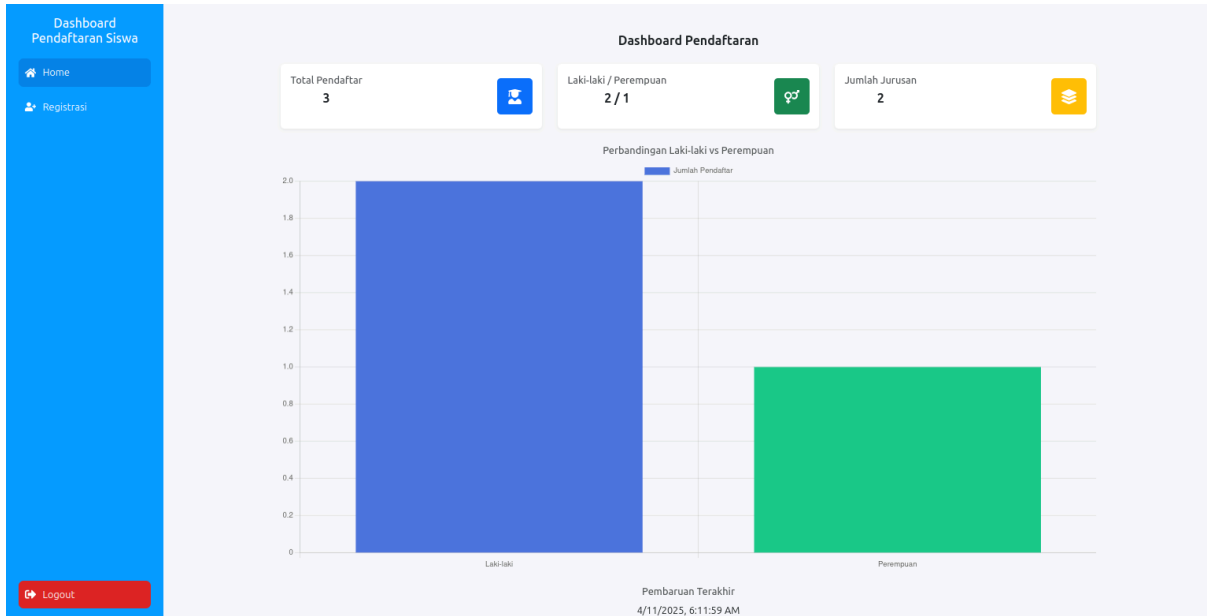 Dashboard
Pendaftaran Siswa
Home
Registrasi
Logout
Dashboard Pendaftaran
Total Pendaftar
3
Laki-laki / Perempuan
2 / 1
Jumlah Jurusan
2
Perbandingan Laki-laki vs Perempuan
Jumlah Pendaftar
2.0
1.8
1.6
1.4
1.2
1.0
0.8
0.6
0.4
0.2
0
Laki-laki
Perempuan
Pembaruan Terakhir
4/11/2025, 6:11:59 AM